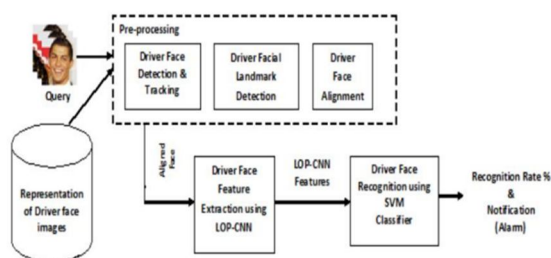 Pre-processing
Driver Face
Detection &
Tracking
Driver Facial
Landmark
Detection
Driver
Face
Alignment
Query
Representation
of Driver face
images
Aligned
Face
Driver Face
Feature
Extraction using
LOP-CNN
LOP-CNN
Features
Driver Face
Recognition using
SVM
Classifier
Recognition Rate %
&
Notification
(Alarm)